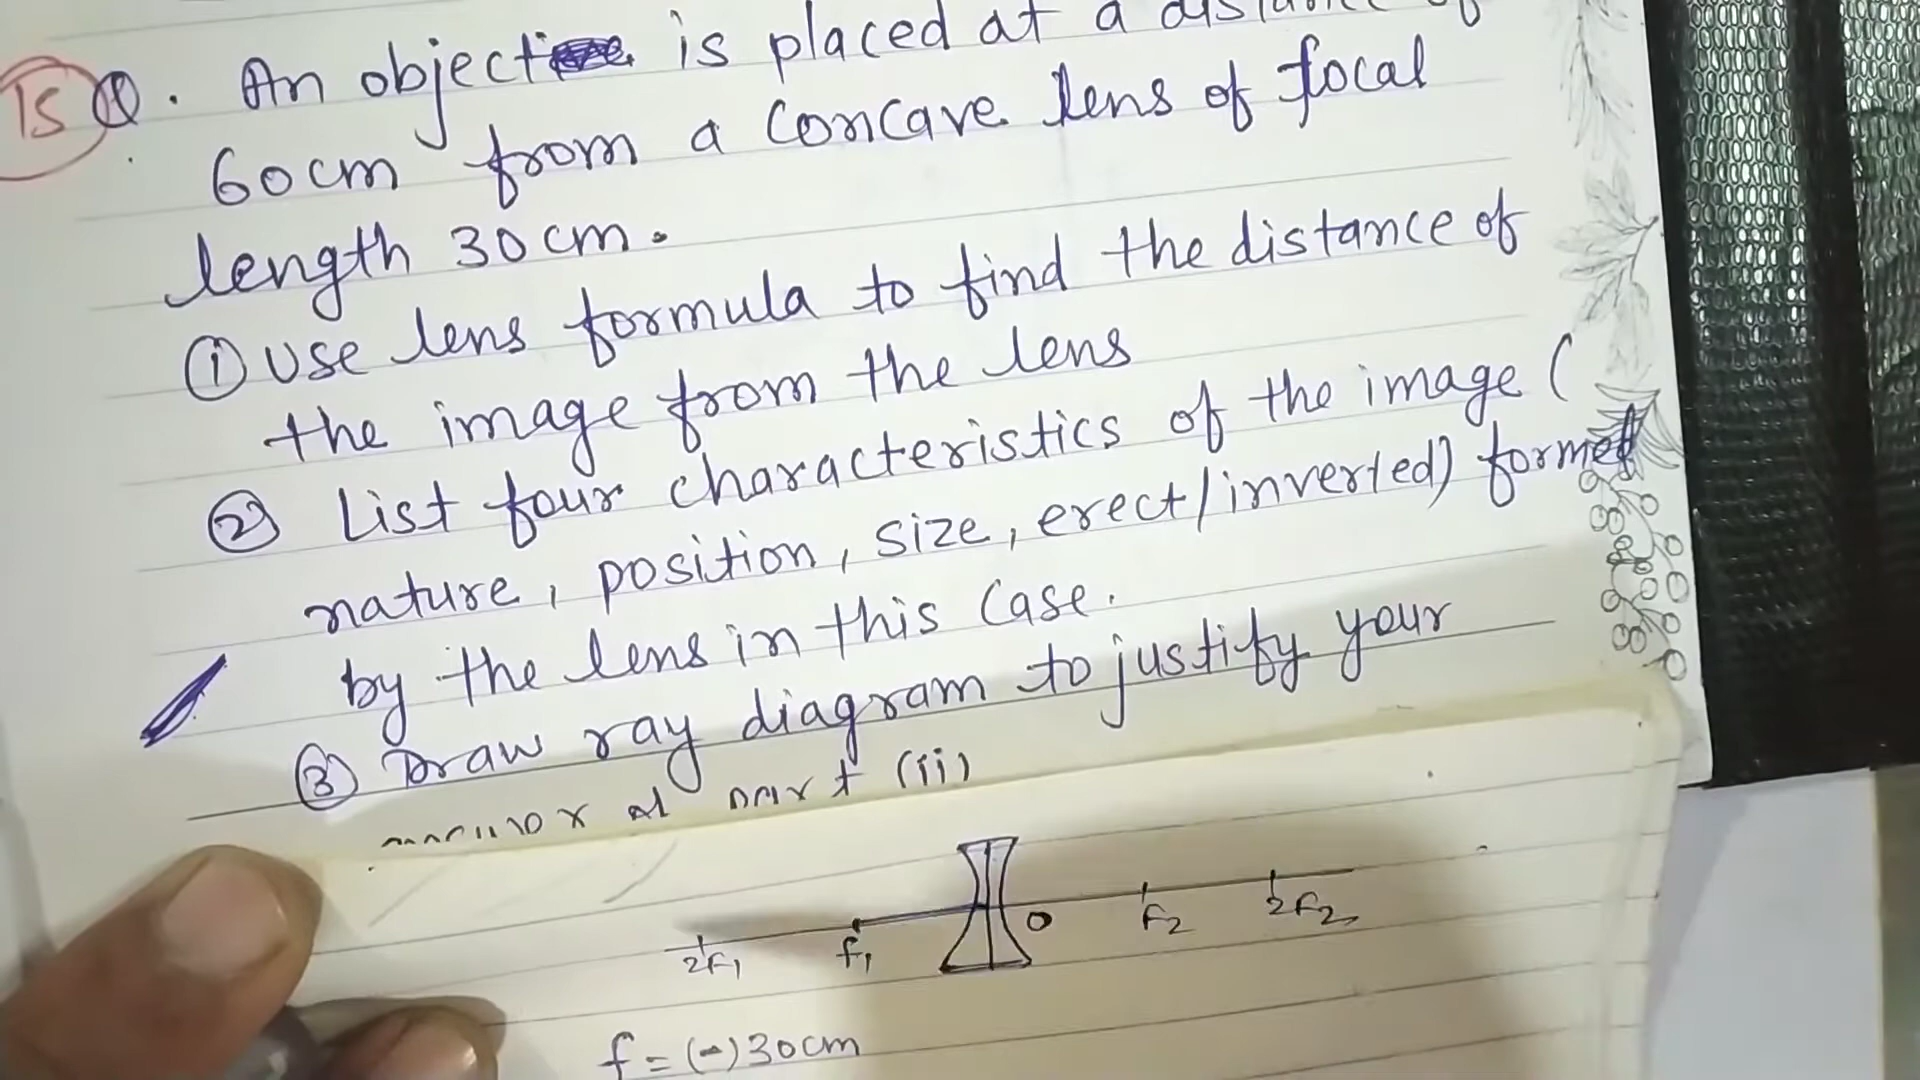 15 Q. An object is placed at a distance of
60cm from a concave lens of focal
length 30cm.
① Use lens formula to find the distance of
the image from the lens
② List four characteristics of the image (
nature, position, size, erect/inverted) formed
by the lens in this case.
③ Draw ray diagram to justify your
part (ii)
2F₁ f₁ O F₂ 2F₂
f = (-) 30cm